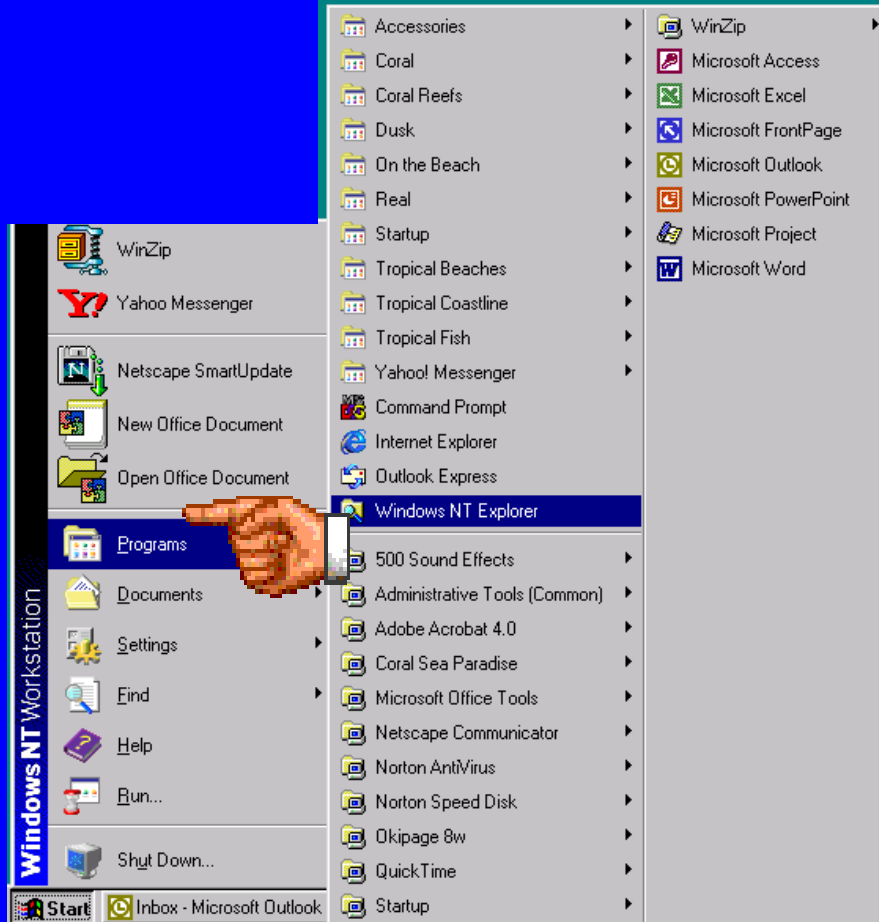 WinZip
Yahoo Messenger
Netscape SmartUpdate
New Office Document
Open Office Document
Programs
Documents
Settings
Find
Help
Run...
Shut Down...
Windows NT Workstation
Start
Inbox - Microsoft Outlook
Accessories
Coral
Coral Reefs
Dusk
On the Beach
Real
Startup
Tropical Beaches
Tropical Coastline
Tropical Fish
Yahoo! Messenger
Command Prompt
Internet Explorer
Outlook Express
Windows NT Explorer
500 Sound Effects
Administrative Tools (Common)
Adobe Acrobat 4.0
Coral Sea Paradise
Microsoft Office Tools
Netscape Communicator
Norton AntiVirus
Norton Speed Disk
Okipage 8w
QuickTime
Startup
WinZip
Microsoft Access
Microsoft Excel
Microsoft FrontPage
Microsoft Outlook
Microsoft PowerPoint
Microsoft Project
Microsoft Word